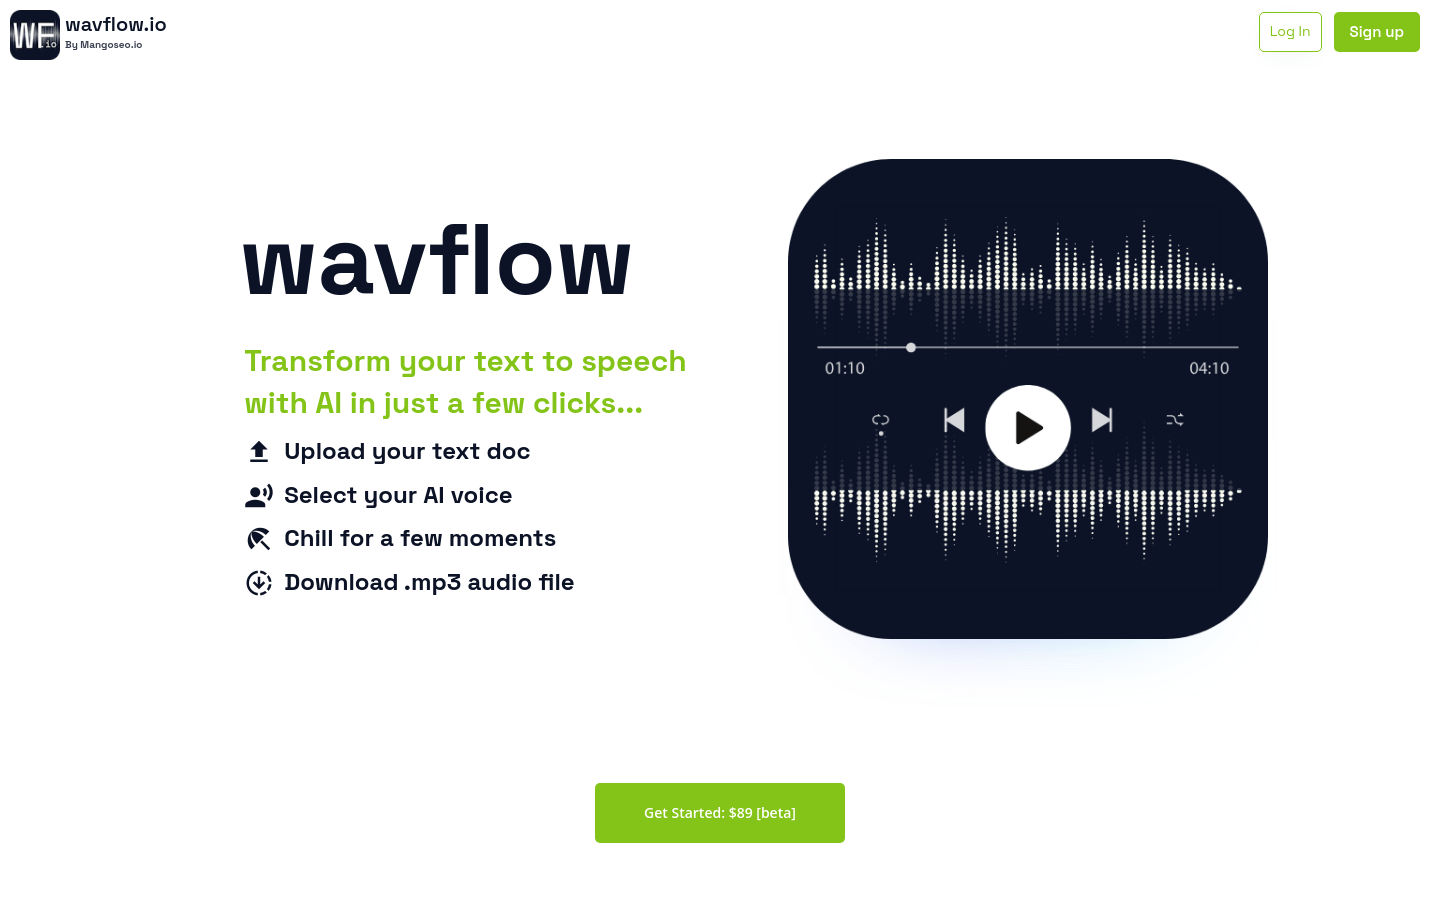 WF
.io
wavflow.io
By Mangoseo.io
Log In
Sign up
wavflow
Transform your text to speech
with AI in just a few clicks...
Upload your text doc
Select your AI voice
Chill for a few moments
Download .mp3 audio file
01:10
04:10
Get Started: $89 [beta]